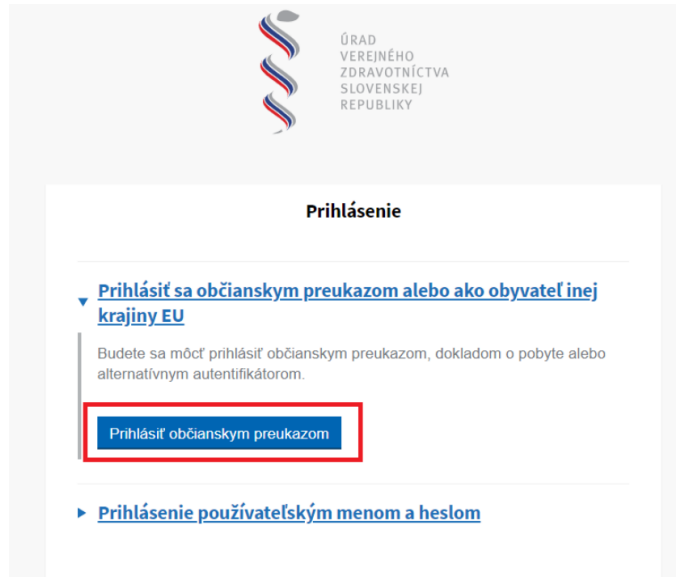 ÚRAD
VEREJNÉHO
ZDRAVOTNÍCTVA
SLOVENSKEJ
REPUBLIKY
Prihlásenie
Prihlásiť sa občianskym preukazom alebo ako obyvateľ inej
krajiny EU
Budete sa môcť prihlásiť občianskym preukazom, dokladom o pobyte alebo
alternatívnym autentifikátorom.
Prihlásiť občianskym preukazom
Prihlásenie používateľským menom a heslom